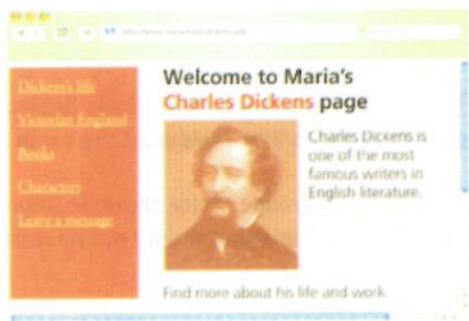 Dickens's life
Victorian England
Books
Characters
Leave a message
Welcome to Maria's
Charles Dickens page
Charles Dickens is
one of the most
famous writers in
English literature.
Find more about his life and work.